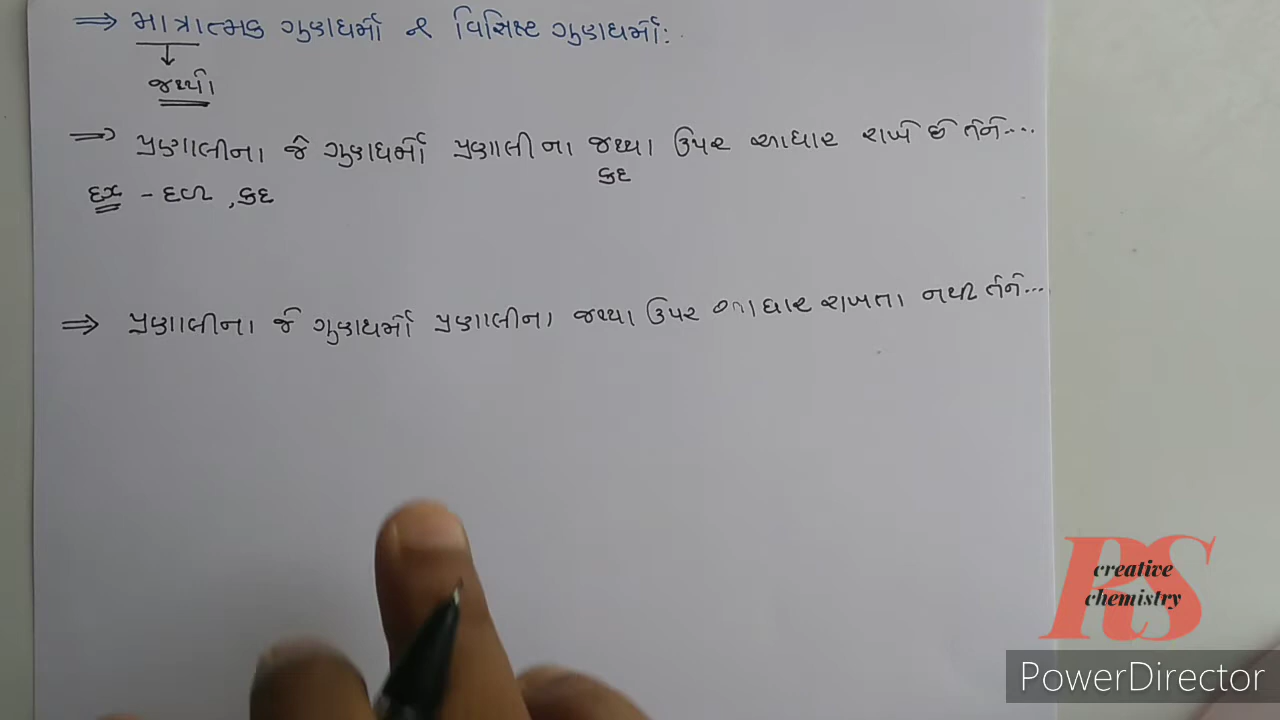 ⇒ માત્રાત્મક ગુણધર્મો ને વિશિષ્ટ ગુણધર્મો:
↓
જથ્થો
⇒ પ્રણાલીના જે ગુણધર્મો પ્રણાલીના જથ્થા ઉપર આધાર રાખે છે તેને....
કદ
દળ, કદ
⇒ પ્રણાલીના જે ગુણધર્મો પ્રણાલીના જથ્થા ઉપર આધાર રાખતા નથી તેને...
RS
creative
chemistry
PowerDirector